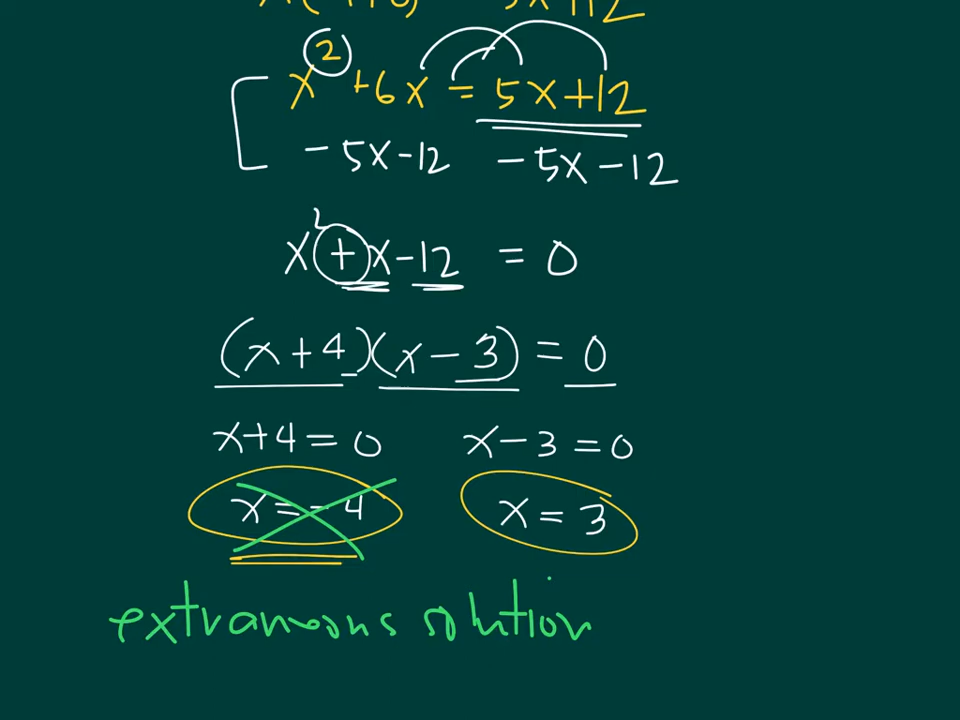 x² + 6x = 5x + 12
- 5x - 12 - 5x - 12
x² + x - 12 = 0
(x + 4)(x - 3) = 0
x + 4 = 0 x - 3 = 0
x = -4 x = 3
extraneous solution